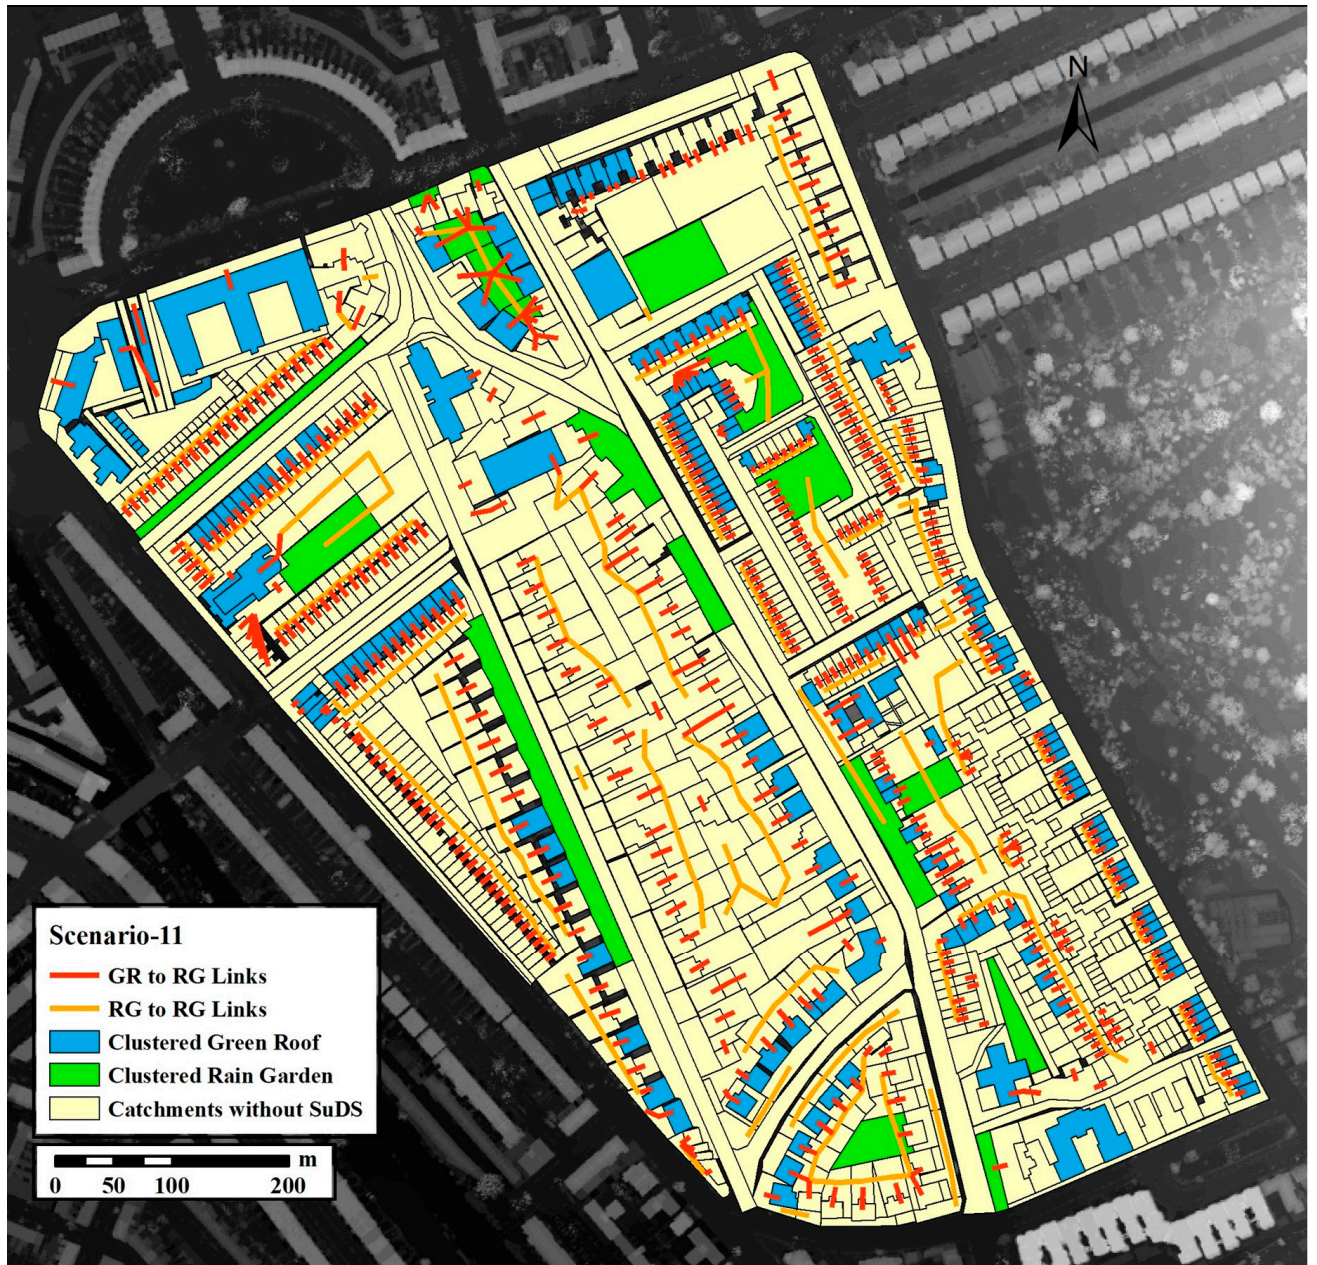 N
Scenario-11
GR to RG Links
RG to RG Links
Clustered Green Roof
Clustered Rain Garden
Catchments without SuDS
m
0 50 100 200